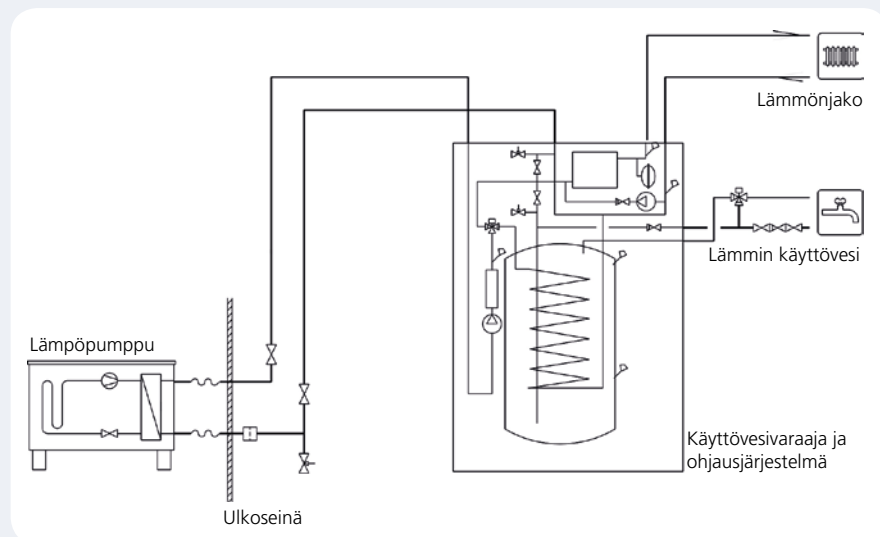 Lämmönjako
Lämmin käyttövesi
Lämpöpumppu
Käyttövesivaraaja ja
ohjausjärjestelmä
Ulkoseinä